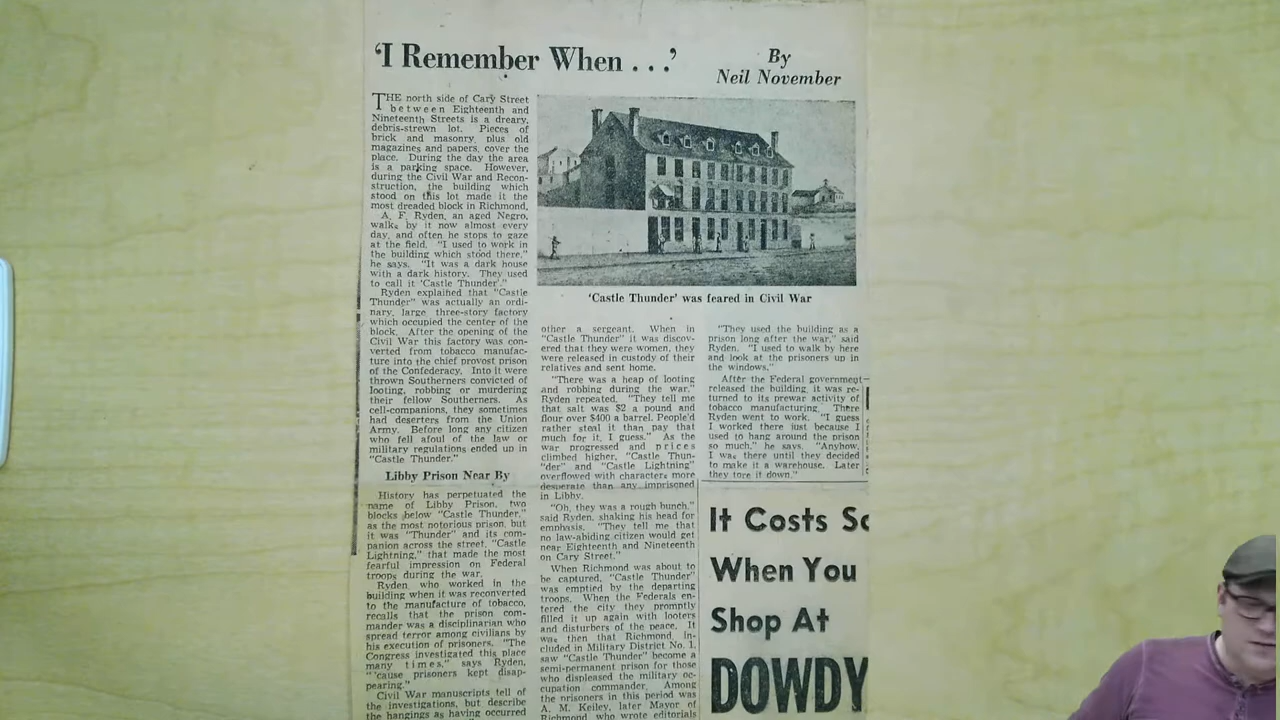 'I Remember When . . .'
By
Neil November
THE north side of Cary Street
between Eighteenth and
Nineteenth Streets is a dreary,
debris-strewn lot. Pieces of
brick and masonry, plus old
magazines and papers, cover the
place. During the day the area
is a parking space. However,
during the Civil War and Recon-
struction, the building which
stood on this lot made it the
most dreaded block in Richmond.
A. F. Ryden, an aged Negro,
walks by it now almost every
day, and often he stops to gaze
at the field. "I used to work in
the building which stood there,"
he says. "It was a dark house
with a dark history. They used
to call it 'Castle Thunder'."
Ryden explained that "Castle
Thunder" was actually an ordi-
nary, large three-story factory
which occupied the center of the
block. After the opening of the
Civil War this factory was con-
verted from tobacco manufac-
ture into the chief provost prison
of the Confederacy. Into it were
thrown Southerners convicted of
looting, robbing or murdering
their fellow Southerners. As
cell-companions, they sometimes
had deserters from the Union
Army. Before long any citizen
who fell afoul of the law or
military regulations ended up in
"Castle Thunder."
Libby Prison Near By
History has perpetuated the
name of Libby Prison, two
blocks below "Castle Thunder,"
as the most notorious prison, but
it was "Thunder" and its com-
panion across the street, "Castle
Lightning," that made the most
fearful impression on Federal
troops during the war.
Ryden who worked in the
building when it was reconverted
to the manufacture of tobacco,
recalls that the prison com-
mander was a disciplinarian who
spread terror among civilians by
his execution of prisoners. "The
Congress investigated this place
many times," says Ryden,
"'cause prisoners kept disap-
pearing."
Civil War manuscripts tell of
the investigations, but describe
the hangings as having occurred
'Castle Thunder' was feared in Civil War
other a sergeant. When in
"Castle Thunder" it was discov-
ered that they were women, they
were released in custody of their
relatives and sent home.
"There was a heap of looting
and robbing during the war,"
Ryden repeated. "They tell me
that salt was $2 a pound and
flour over $400 a barrel. People'd
rather steal it than pay that
much for it, I guess." As the
war progressed and prices
climbed higher, "Castle Thun-
"der" and "Castle Lightning"
overflowed with characters more
desperate than any imprisoned
in Libby.
"Oh, they was a rough bunch,"
said Ryden, shaking his head for
emphasis. "They tell me that
no law-abiding citizen would get
near Eighteenth and Nineteenth
on Cary Street."
When Richmond was about to
be captured, "Castle Thunder"
was emptied by the departing
troops. When the Federals en-
tered the city they promptly
filled it up again with looters
and disturbers of the peace. It
was then that Richmond, in-
cluded in Military District No. 1,
saw "Castle Thunder" become a
semi-permanent prison for those
who displeased the military oc-
cupation commander. Among
the prisoners in this period was
A. M. Keiley, later Mayor of
Richmond, who wrote editorials
"They used the building as a
prison long after the war," said
Ryden. "I used to walk by here
and look at the prisoners up in
the windows."
After the Federal government
released the building, it was re-
turned to its prewar activity of
tobacco manufacturing. There
Ryden went to work. "I guess
I worked there just because I
used to hang around the prison
so much," he says. "Anyhow,
I was there until they decided
to make it a warehouse. Later
they tore it down."
It Costs So
When You
Shop At
DOWDY